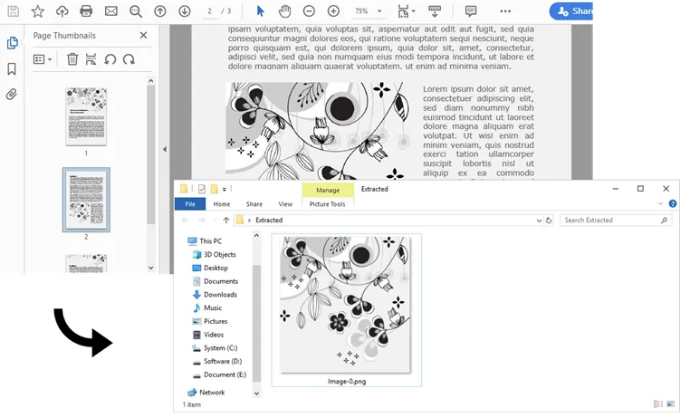 2 / 3
75%
Share
Page Thumbnails
1
2
ipsam voluptatem, quia voluptas sit, aspernatur aut odit aut fugit, sed quia
consequuntur magni dolores eos, qui ratione voluptatem sequi nesciunt, neque
porro quisquam est, qui dolorem ipsum, quia dolor sit, amet, consectetur,
adipisci velit, sed quia non numquam eius modi tempora incidunt, ut labore et
dolore magnam aliquam quaerat voluptatem. ut enim ad minima veniam.
Lorem ipsum dolor sit amet,
consectetuer adipiscing elit,
sed diam nonummy nibh
euismod tincidunt ut laoreet
dolore magna aliquam erat
volutpat. Ut wisi enim ad
minim veniam, quis nostrud
exerci tation ullamcorper
suscipit lobortis nisl ut
aliquip ex ea commodo
Manage
Extracted
File
Home
Share
View
Picture Tools
Extracted
Search Extracted
This PC
3D Objects
Desktop
Documents
Downloads
Music
Pictures
Videos
System (C:)
Software (D:)
Document (E:)
Network
Image-0.png
1 item